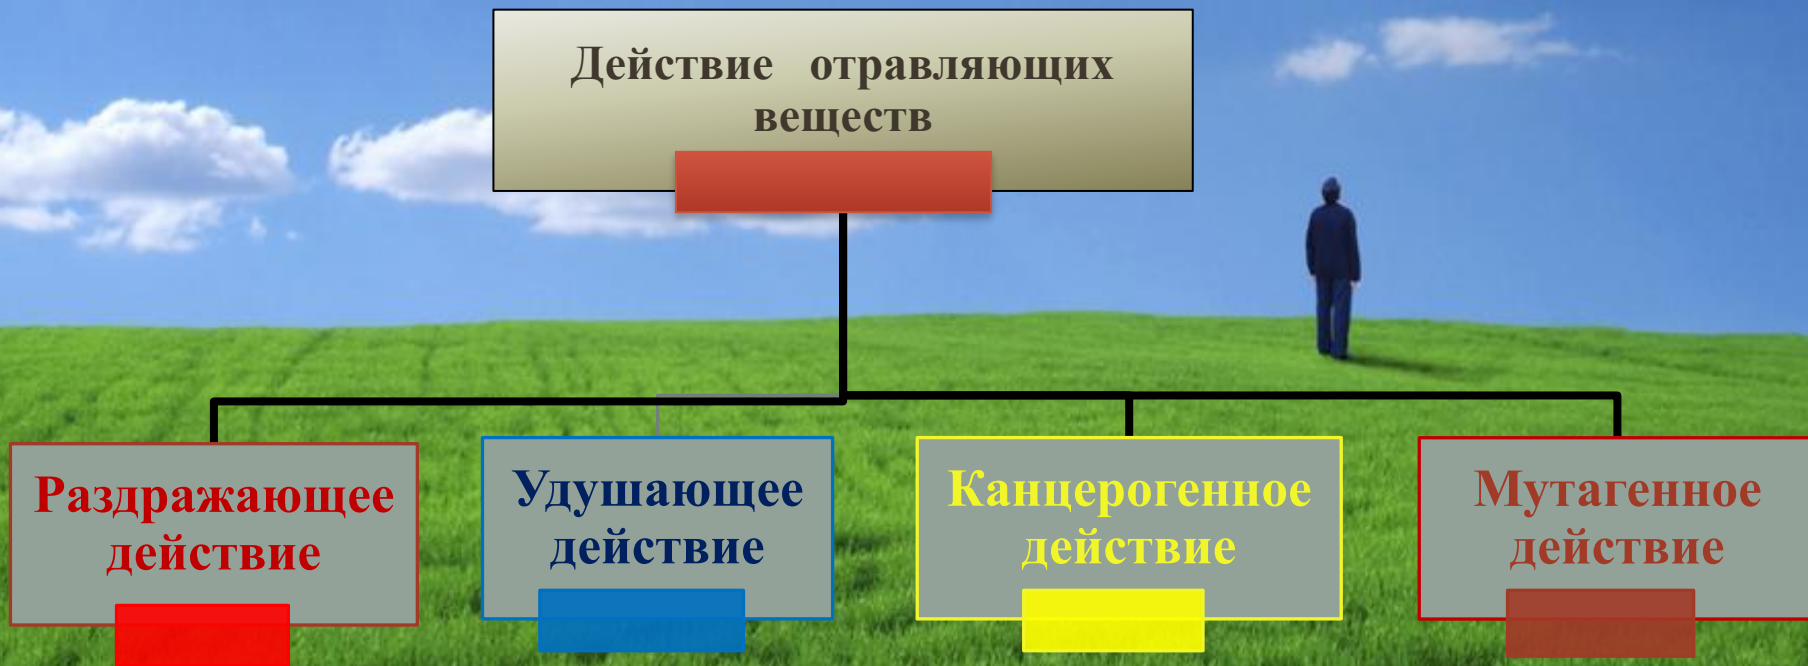 Действие отравляющих
веществ
Раздражающее
действие
Удушающее
действие
Канцерогенное
действие
Мутагенное
действие